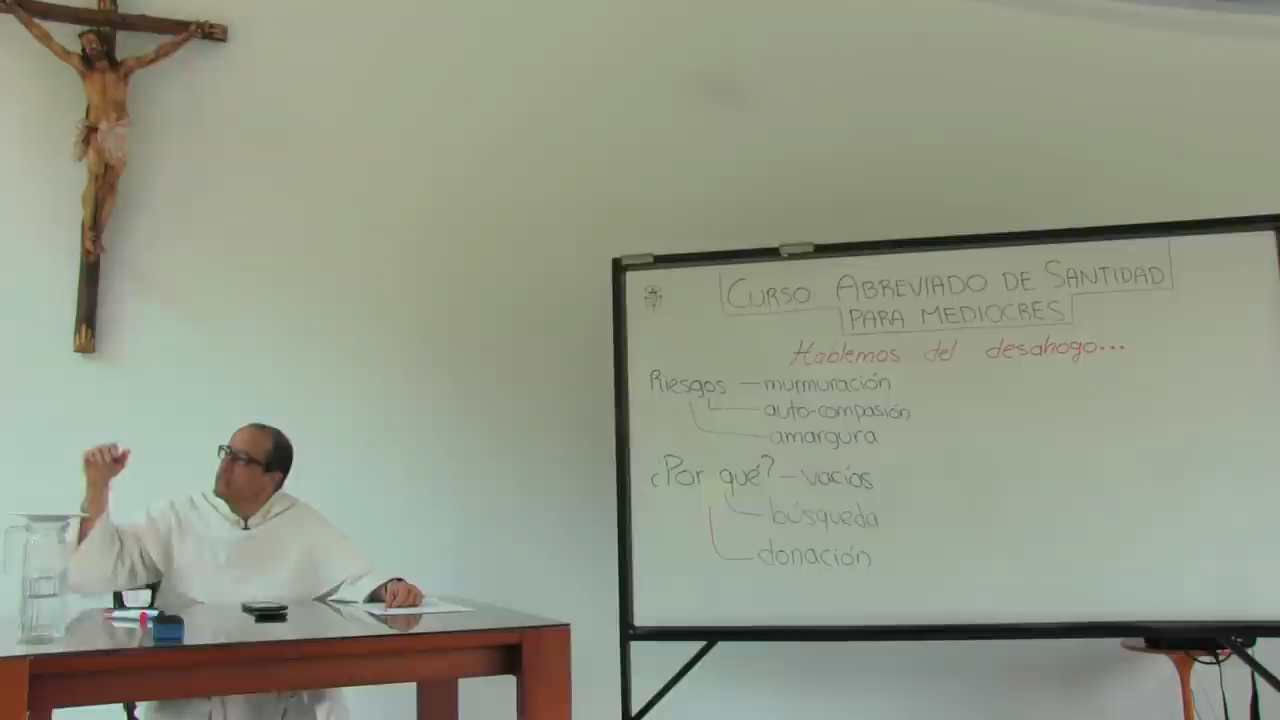 CURSO ABREVIADO DE SANTIDAD
PARA MEDIOCRES
Hablemos del desahogo...
Riesgos — murmuración
auto-compasión
amargura
¿Por qué? — vacíos
búsqueda
donación